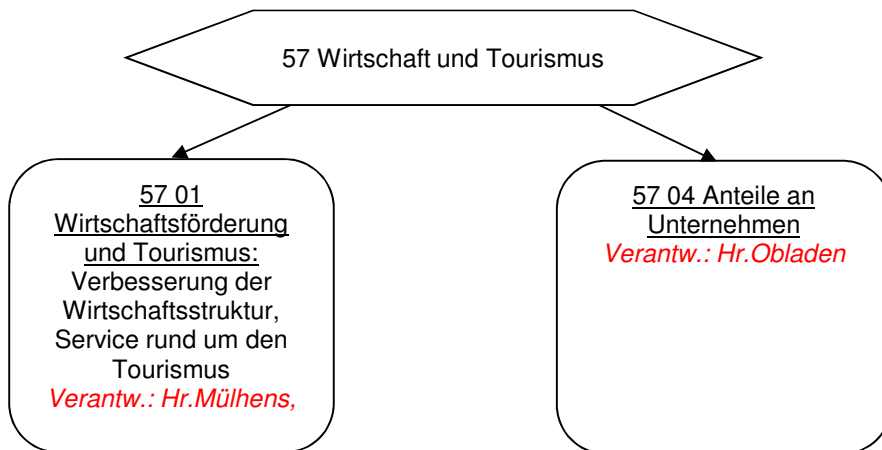 57 Wirtschaft und Tourismus
57 01
Wirtschaftsförderung
und Tourismus:
Verbesserung der
Wirtschaftsstruktur,
Service rund um den
Tourismus
Verantw.: Hr.Mülhens,
57 04 Anteile an
Unternehmen
Verantw.: Hr.Obladen